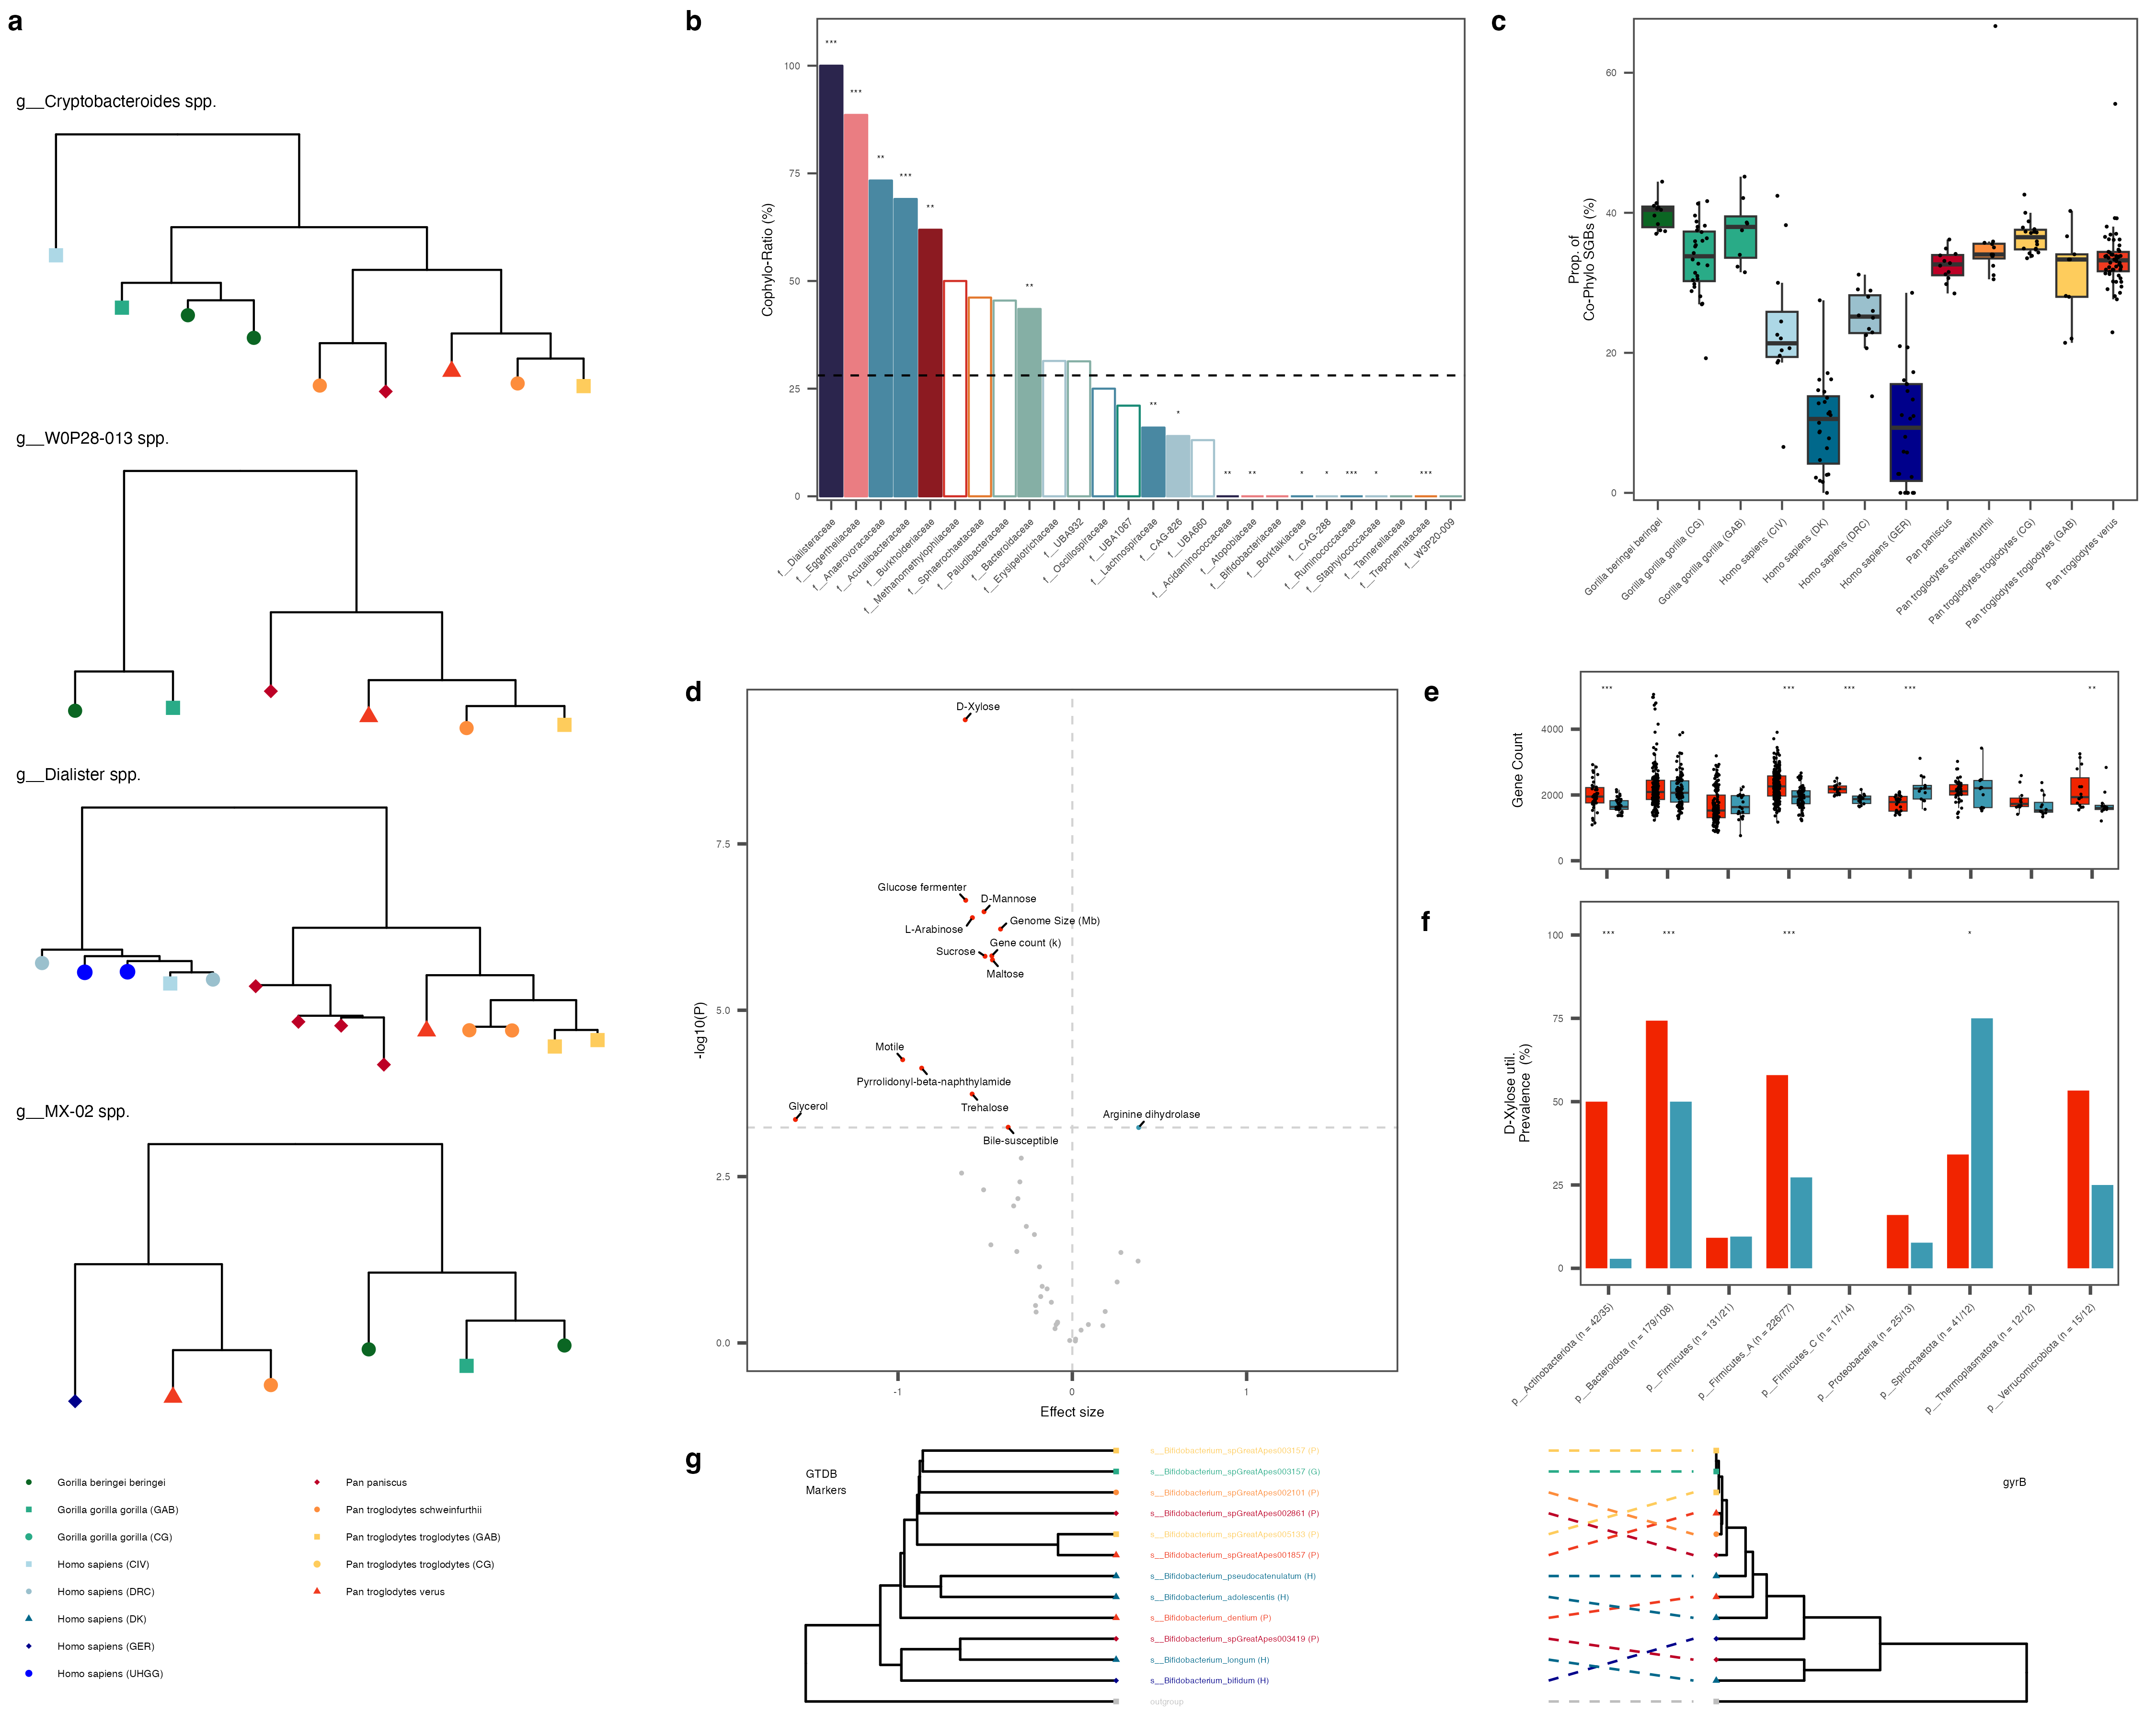 a
g__Cryptobacteroides spp.
g__W0P28-013 spp.
g__Dialister spp.
g__MX-02 spp.
Gorilla beringei beringei
Gorilla gorilla gorilla (GAB)
Gorilla gorilla gorilla (CG)
Homo sapiens (CIV)
Homo sapiens (DRC)
Homo sapiens (DK)
Homo sapiens (GER)
Homo sapiens (UHGG)
Pan paniscus
Pan troglodytes schweinfurthii
Pan troglodytes troglodytes (GAB)
Pan troglodytes troglodytes (CG)
Pan troglodytes verus
b
Cophylo-Ratio (%)
100
75
50
25
0
***
***
**
***
**
**
**
*
**
**
*
*
***
*
***
f__Dialisteraceae
f__Eggerthellaceae
f__Anaerovoracaceae
f__Acutalibacteraceae
f__Burkholderiaceae
f__Methanomethylophilaceae
f__Sphaerochaetaceae
f__Paludibacteraceae
f__Bacteroidaceae
f__Erysipelotrichaceae
f__UBA932
f__Oscillospiraceae
f__UBA1067
f__Lachnospiraceae
f__CAG-826
f__UBA660
f__Acidaminococcaceae
f__Atopobiaceae
f__Bifidobacteriaceae
f__Borkfalkiaceae
f__CAG-288
f__Ruminococcaceae
f__Staphylococcaceae
f__Tannerellaceae
f__Treponemataceae
f__W3P20-009
c
Prop. of
Co-Phylo SGBs (%)
60
40
20
0
Gorilla beringei beringei
Gorilla gorilla gorilla (CG)
Gorilla gorilla gorilla (GAB)
Homo sapiens (CIV)
Homo sapiens (DK)
Homo sapiens (DRC)
Homo sapiens (GER)
Pan paniscus
Pan troglodytes schweinfurthii
Pan troglodytes troglodytes (CG)
Pan troglodytes troglodytes (GAB)
Pan troglodytes verus
d
-log10(P)
7.5
5.0
2.5
0.0
D-Xylose
Glucose fermenter
D-Mannose
L-Arabinose
Genome Size (Mb)
Gene count (k)
Sucrose
Maltose
Motile
Pyrrolidonyl-beta-naphthylamide
Trehalose
Glycerol
Arginine dihydrolase
Bile-susceptible
-1
0
1
Effect size
e
Gene Count
4000
2000
0
***
***
***
***
**
f
D-Xylose util.
Prevalence (%)
100
75
50
25
0
***
***
***
*
p__Actinobacteriota (n = 42/35)
p__Bacteroidota (n = 179/108)
p__Firmicutes (n = 131/21)
p__Firmicutes_A (n = 226/77)
p__Firmicutes_C (n = 17/14)
p__Proteobacteria (n = 25/13)
p__Spirochaetota (n = 41/12)
p__Thermoplasmatota (n = 12/12)
p__Verrucomicrobiota (n = 15/12)
g
GTDB
Markers
s__Bifidobacterium_spGreatApes003157 (P)
s__Bifidobacterium_spGreatApes003157 (G)
s__Bifidobacterium_spGreatApes002101 (P)
s__Bifidobacterium_spGreatApes002861 (P)
s__Bifidobacterium_spGreatApes005133 (P)
s__Bifidobacterium_spGreatApes001857 (P)
s__Bifidobacterium_pseudocatenulatum (H)
s__Bifidobacterium_adolescentis (H)
s__Bifidobacterium_dentium (P)
s__Bifidobacterium_spGreatApes003419 (P)
s__Bifidobacterium_longum (H)
s__Bifidobacterium_bifidum (H)
outgroup
gyrB